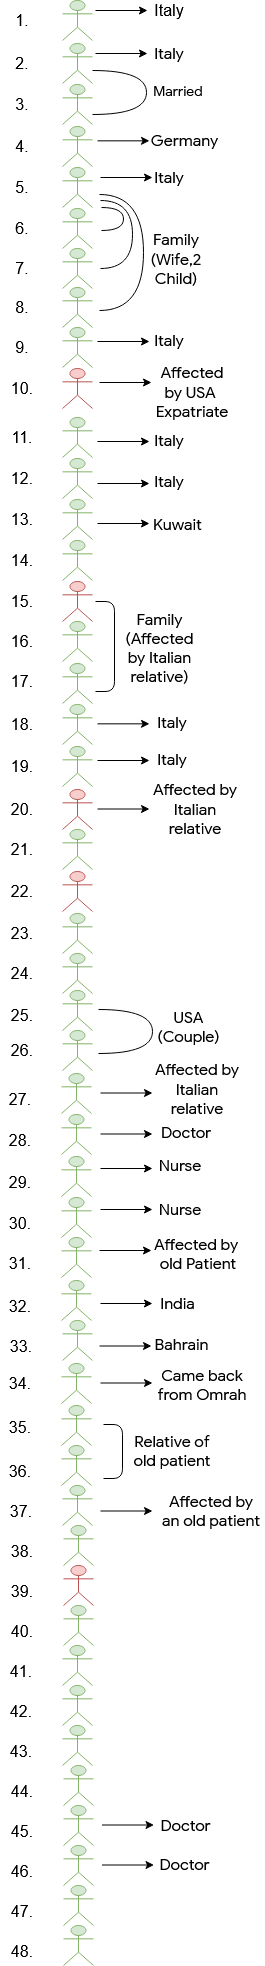 1.
Italy
2.
Italy
3.
Married
4.
Germany
5.
Italy
6.
7.
8.
Family
(Wife,2
Child)
9.
Italy
10.
Affected
by USA
Expatriate
11.
Italy
12.
Italy
13.
Kuwait
14.
15.
16.
17.
Family
(Affected
by Italian
relative)
18.
Italy
19.
Italy
20.
Affected by
Italian
relative
21.
22.
23.
24.
25.
26.
USA
(Couple)
27.
Affected by
Italian
relative
28.
Doctor
29.
Nurse
30.
Nurse
31.
Affected by
old Patient
32.
India
33.
Bahrain
34.
Came back
from Omrah
35.
36.
Relative of
old patient
37.
Affected by
an old patient
38.
39.
40.
41.
42.
43.
44.
45.
Doctor
46.
Doctor
47.
48.